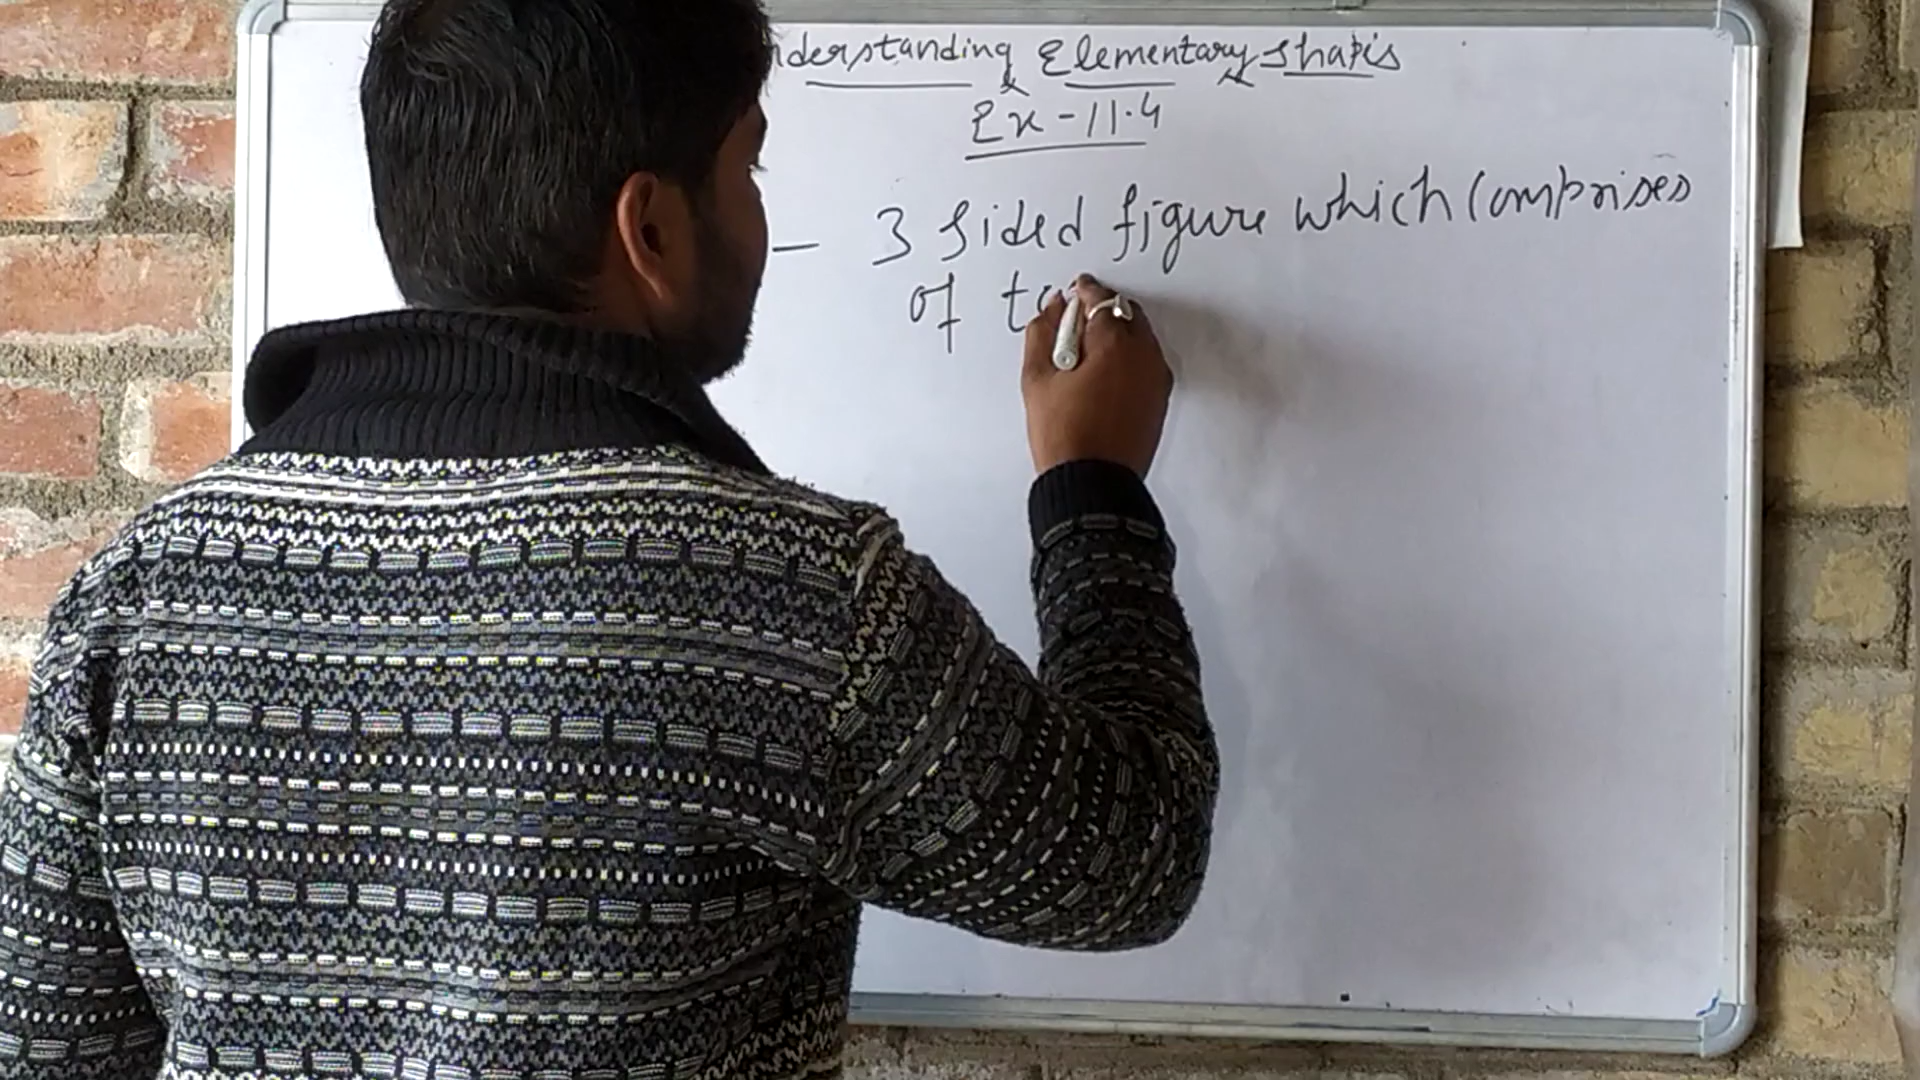 nderstanding Elementary Shapes
Ex-11.4
- 3 sided figure which comprises
of